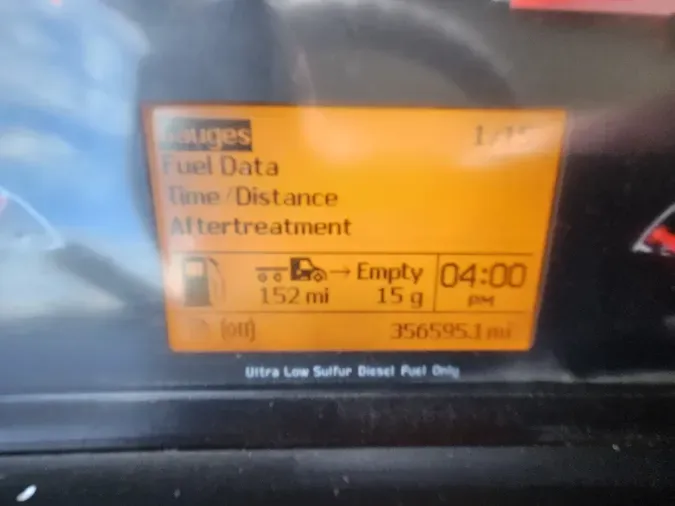 Gauges
Fuel Data
Time/Distance
Aftertreatment
→ Empty
152 mi 15 g
04:00
PM
356595.1 mi
Ultra Low Sulfur Diesel Fuel Only